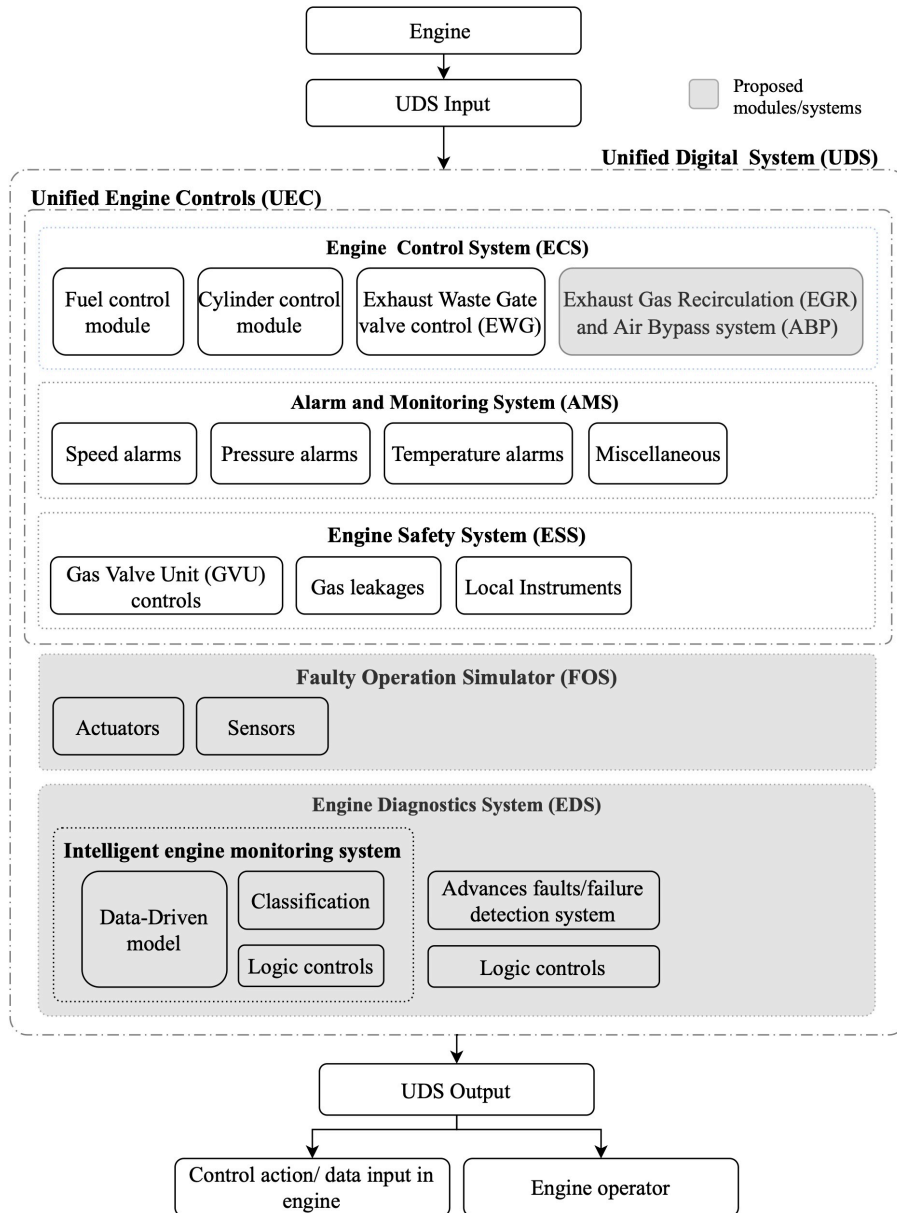 Engine
UDS Input
Proposed
modules/systems
Unified Digital System (UDS)
Unified Engine Controls (UEC)
Engine Control System (ECS)
Fuel control
module
Cylinder control
module
Exhaust Waste Gate
valve control (EWG)
Exhaust Gas Recirculation (EGR)
and Air Bypass system (ABP)
Alarm and Monitoring System (AMS)
Speed alarms
Pressure alarms
Temperature alarms
Miscellaneous
Engine Safety System (ESS)
Gas Valve Unit (GVU)
controls
Gas leakages
Local Instruments
Faulty Operation Simulator (FOS)
Actuators
Sensors
Engine Diagnostics System (EDS)
Intelligent engine monitoring system
Data-Driven
model
Classification
Logic controls
Advances faults/failure
detection system
Logic controls
UDS Output
Control action/ data input in
engine
Engine operator